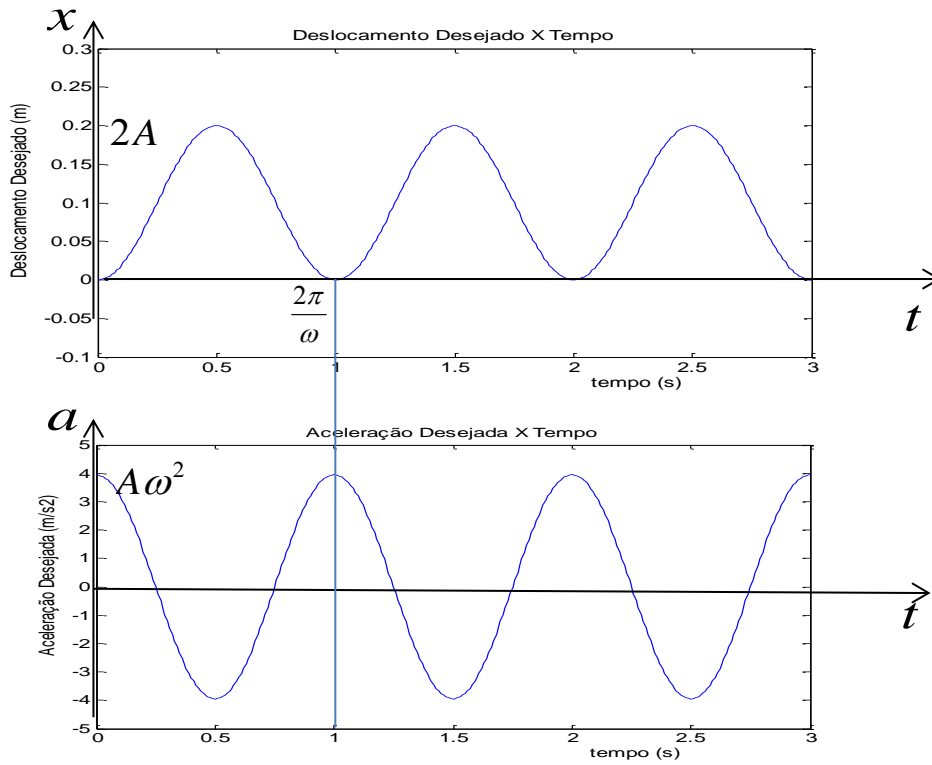 x
Deslocamento Desejado X Tempo
0.3
0.25
0.2
0.15
0.1
0.05
0
-0.05
-0.1
Deslocamento Desejado (m)
2A
2π
ω
t
0 0.5 1 1.5 2 2.5 3
tempo (s)
a
Aceleração Desejada X Tempo
5
4
3
2
1
0
-1
-2
-3
-4
-5
Aceleração Desejada (m/s2)
Aω²
t
0 0.5 1 1.5 2 2.5 3
tempo (s)